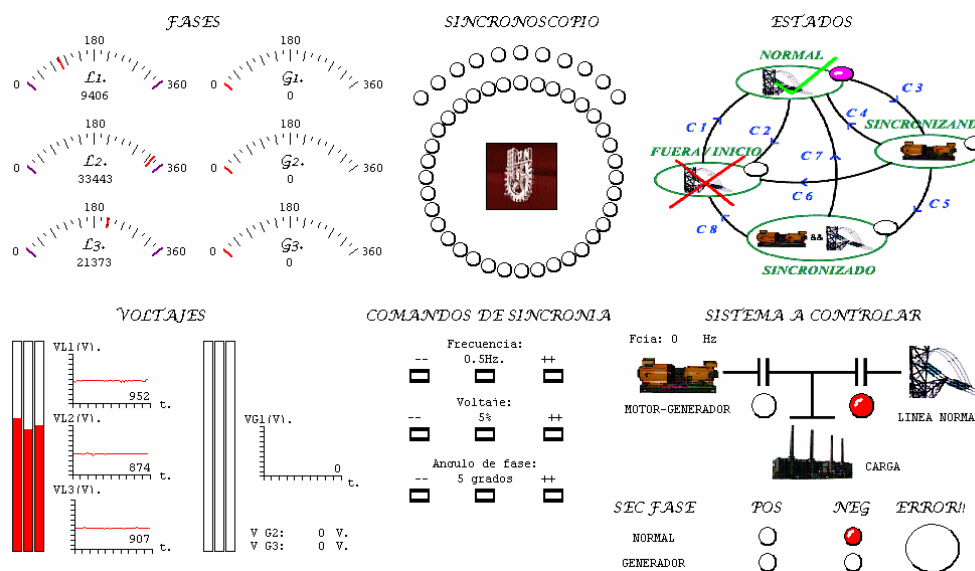 FASES
180
0
360
L1.
9406
180
0
360
G1.
0
180
0
360
L2.
33443
180
0
360
G2.
0
180
0
360
L3.
21373
180
0
360
G3.
0
SINCRONOSCOPIO
ESTADOS
NORMAL
C 3
C 1
C 2
C 4
SINCRONIZAND
FUERA/ INICIO
C 7
C 6
C 5
C 8
&&
SINCRONIZADO
VOLTAJES
VL1(V).
952
t.
VL2(V).
874
t.
VL3(V).
907
t.
VG1(V).
0
t.
V G2: 0 V.
V G3: 0 V.
COMANDOS DE SINCRONIA
Frecuencia:
-- 0.5Hz. ++
Voltaje:
-- 5% ++
Angulo de fase:
-- 5 grados ++
SISTEMA A CONTROLAR
Fcia: 0 Hz
MOTOR-GENERADOR
LINEA NORMA
CARGA
SEC FASE POS NEG ERROR!!
NORMAL
GENERADOR